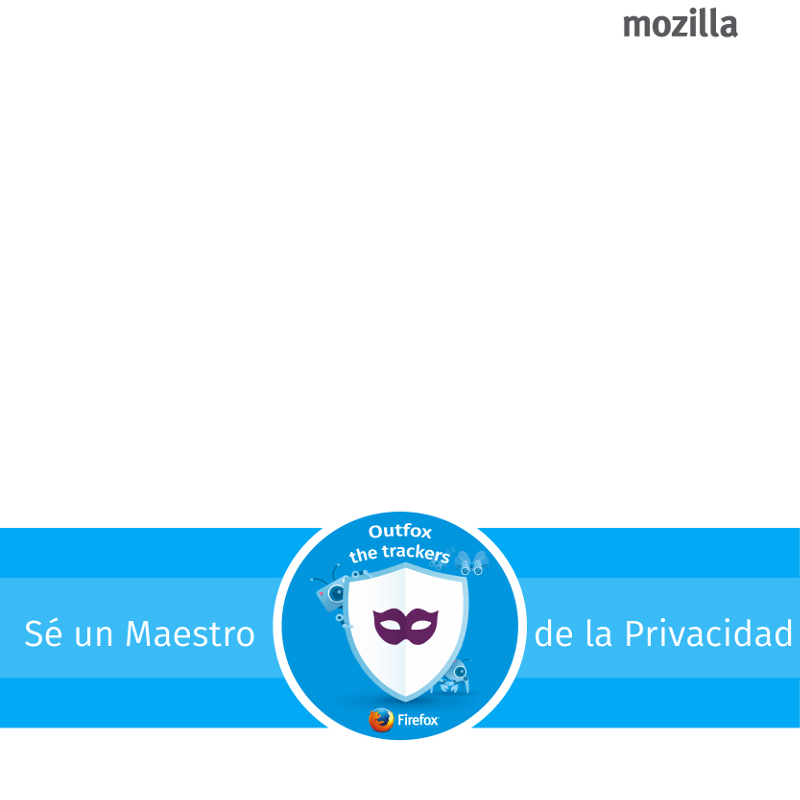 mozilla
Outfox
the trackers
Sé un Maestro
de la Privacidad
Firefox